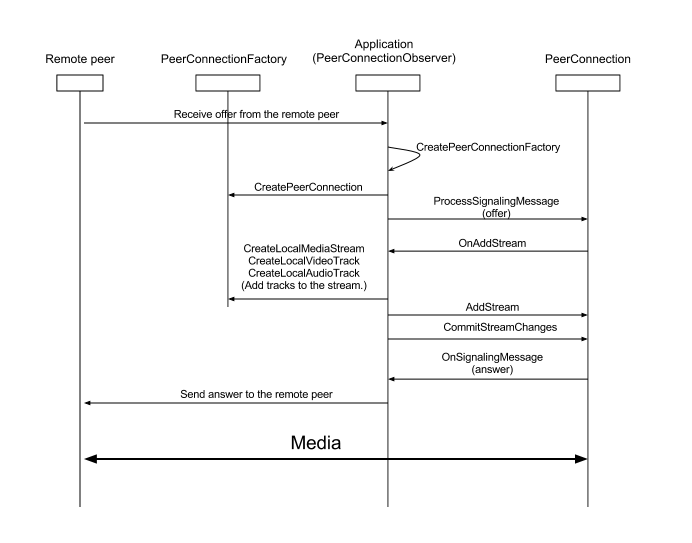 Application
Remote peer
PeerConnectionFactory
(PeerConnectionObserver)
PeerConnection
Receive offer from the remote peer
CreatePeerConnectionFactory
CreatePeerConnection
ProcessSignalingMessage
(offer)
OnAddStream
CreateLocalMediaStream
CreateLocalVideoTrack
CreateLocalAudioTrack
(Add tracks to the stream.)
AddStream
CommitStreamChanges
OnSignalingMessage
(answer)
Send answer to the remote peer
Media